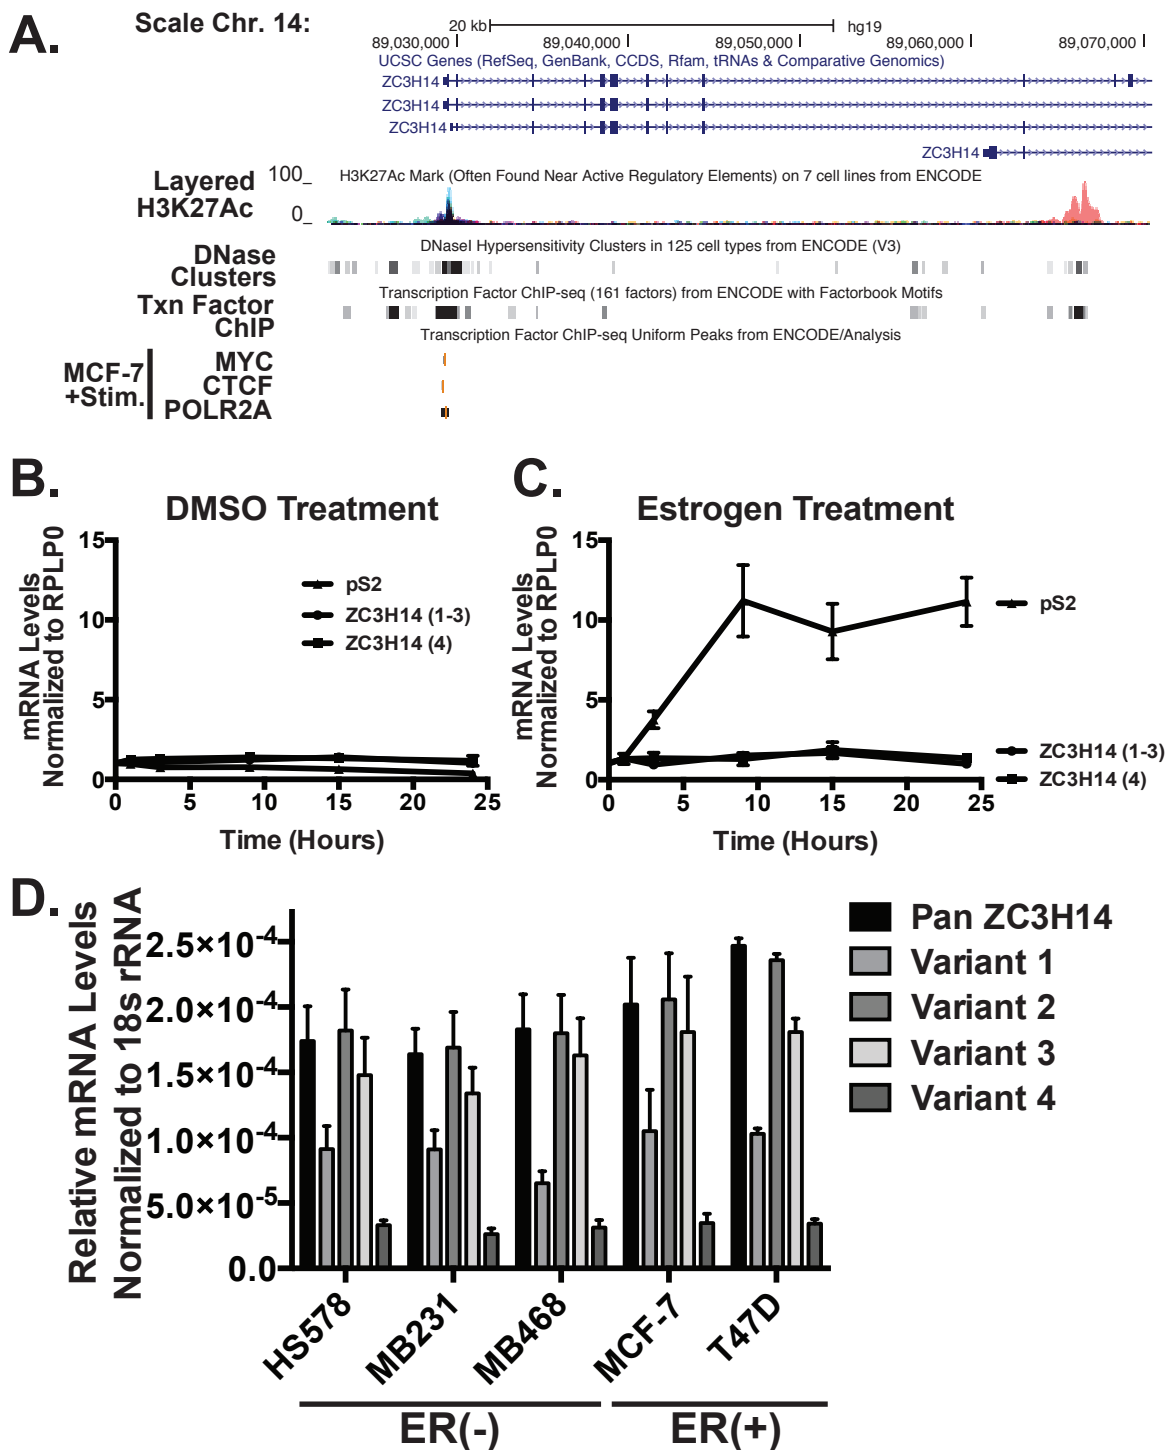 A.
Scale Chr. 14:
20 kb
hg19
89,030,000
89,040,000
89,050,000
89,060,000
89,070,000
UCSC Genes (RefSeq, GenBank, CCDS, Rfam, tRNAs & Comparative Genomics)
ZC3H14
ZC3H14
ZC3H14
ZC3H14
Layered
H3K27Ac
100
0
H3K27Ac Mark (Often Found Near Active Regulatory Elements) on 7 cell lines from ENCODE
DNaseI Hypersensitivity Clusters in 125 cell types from ENCODE (V3)
DNase
Clusters
Transcription Factor ChIP-seq (161 factors) from ENCODE with Factorbook Motifs
Txn Factor
ChIP
Transcription Factor ChIP-seq Uniform Peaks from ENCODE/Analysis
MCF-7
+Stim.
MYC
CTCF
POLR2A
B.
DMSO Treatment
mRNA Levels
Normalized to RPLP0
15
10
5
0
0 5 10 15 20 25
Time (Hours)
pS2
ZC3H14 (1-3)
ZC3H14 (4)
C.
Estrogen Treatment
mRNA Levels
Normalized to RPLP0
15
10
5
0
0 5 10 15 20 25
Time (Hours)
pS2
ZC3H14 (1-3)
ZC3H14 (4)
D.
Relative mRNA Levels
Normalized to 18s rRNA
2.5×10⁻⁴
2.0×10⁻⁴
1.5×10⁻⁴
1.0×10⁻⁴
5.0×10⁻⁵
0.0
HS578
MB231
MB468
MCF-7
T47D
ER(-)
ER(+)
Pan ZC3H14
Variant 1
Variant 2
Variant 3
Variant 4